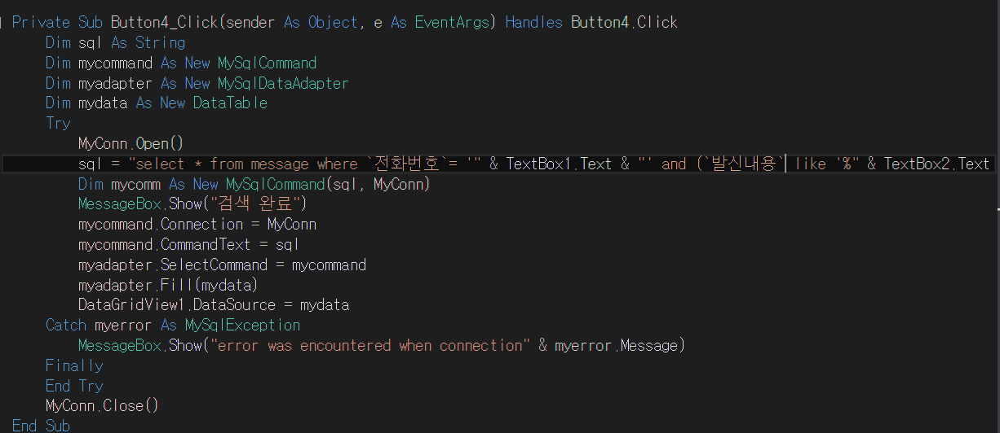 Private Sub Button4_Click(sender As Object, e As EventArgs) Handles Button4.Click
Dim sql As String
Dim mycommand As New MySqlCommand
Dim myadapter As New MySqlDataAdapter
Dim mydata As New DataTable
Try
MyConn.Open()
sql = "select * from message where `전화번호`= '" & TextBox1.Text & "' and (`발신내용` like '%" & TextBox2.Text
Dim mycomm As New MySqlCommand(sql, MyConn)
MessageBox.Show("검색 완료")
mycommand.Connection = MyConn
mycommand.CommandText = sql
myadapter.SelectCommand = mycommand
myadapter.Fill(mydata)
DataGridView1.DataSource = mydata
Catch myerror As MySqlException
MessageBox.Show("error was encountered when connection" & myerror.Message)
Finally
End Try
MyConn.Close()
End Sub